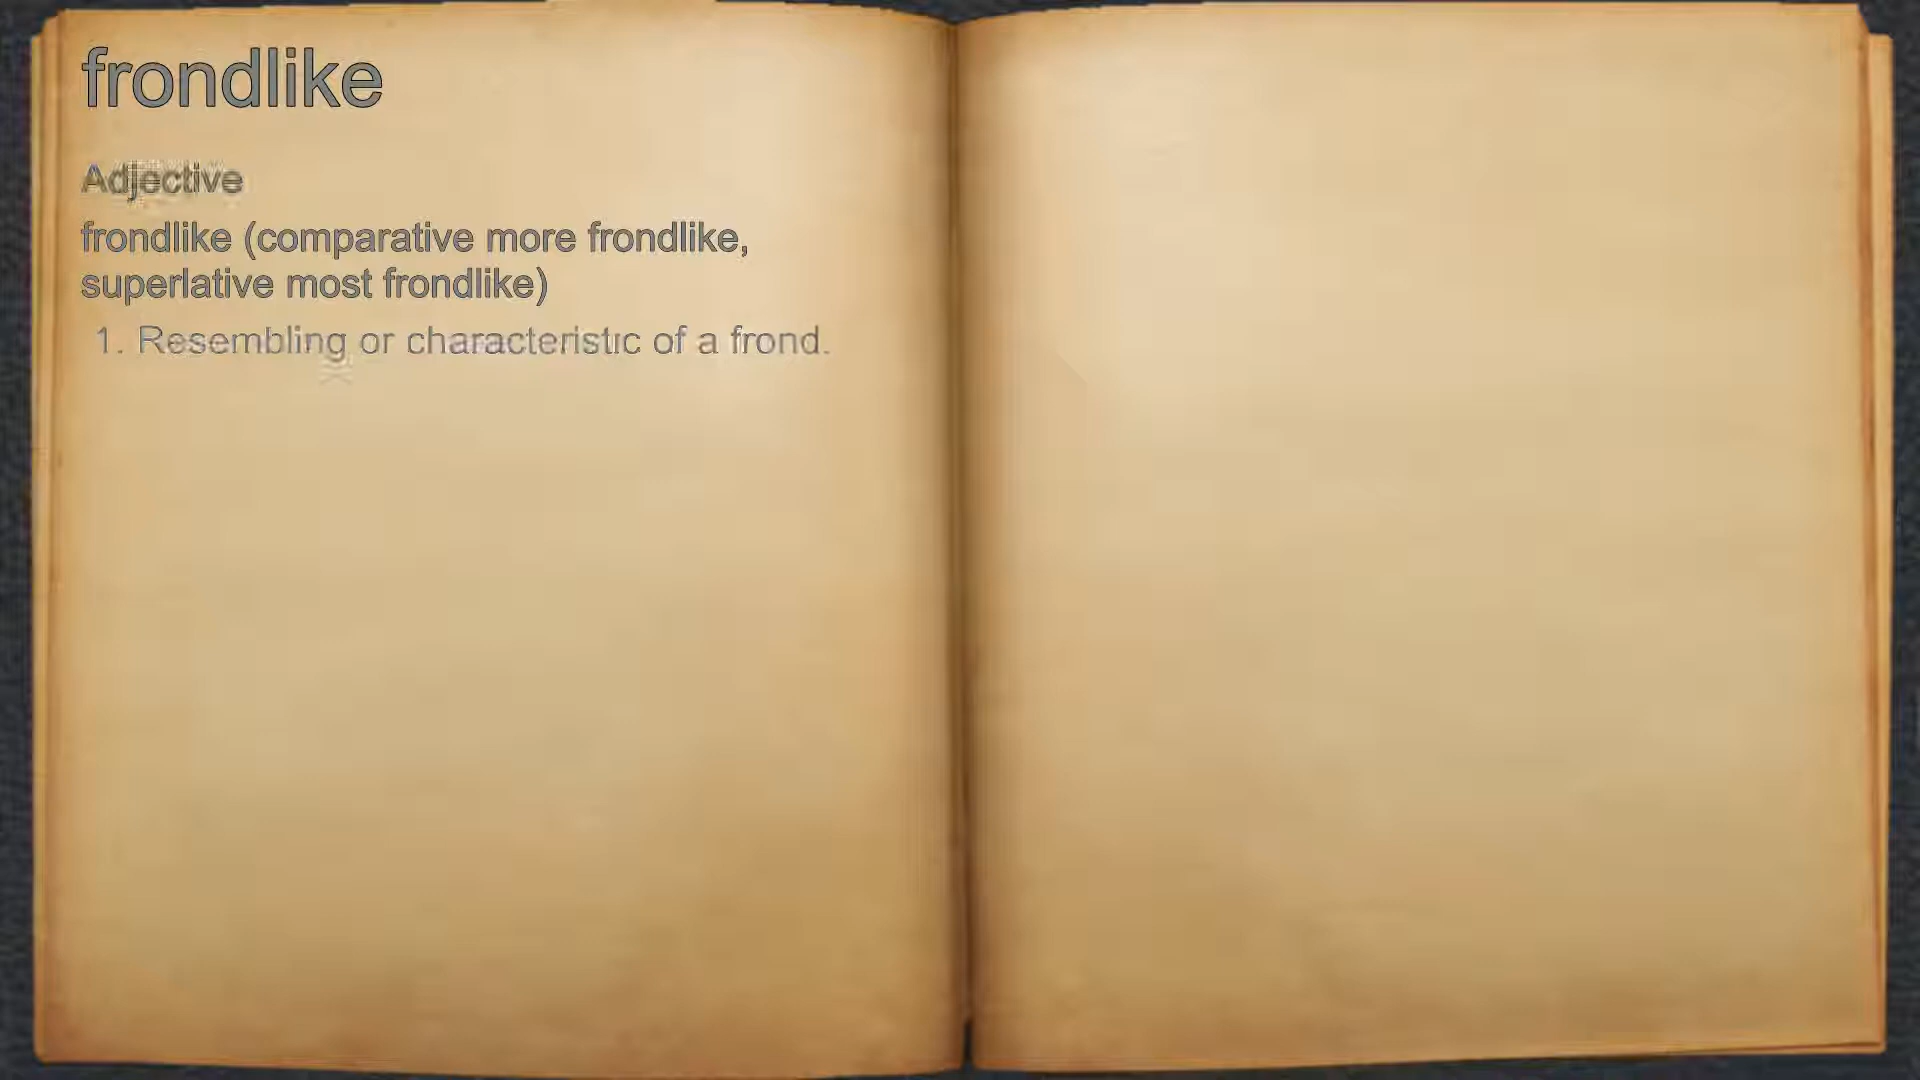 frondlike
Adjective
frondlike (comparative more frondlike,
superlative most frondlike)
1. Resembling or characteristic of a frond.